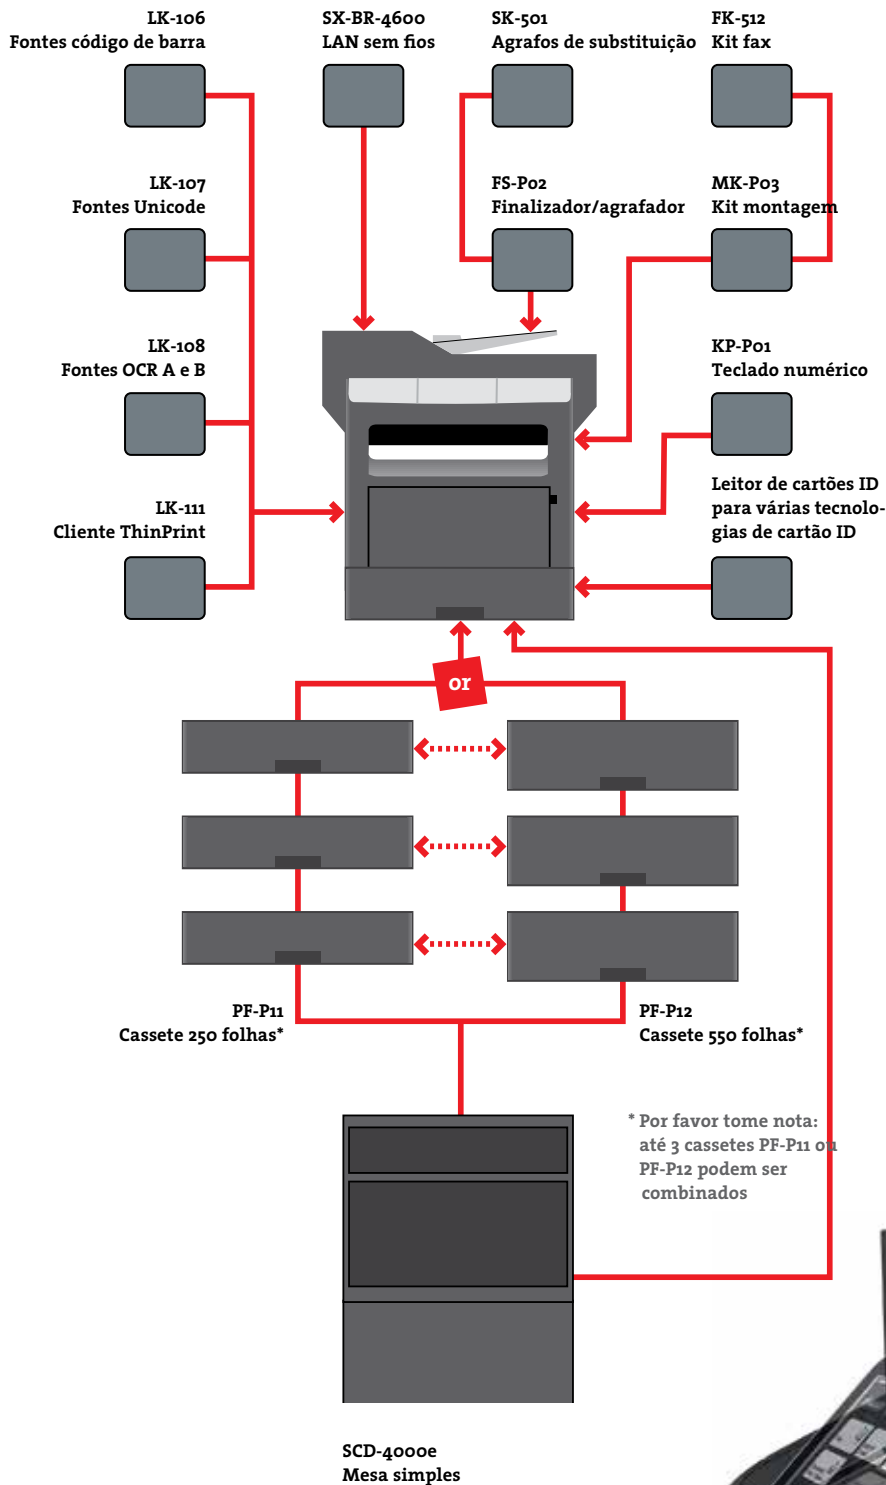 LK-106
Fontes código de barra
SX-BR-4600
LAN sem fios
SK-501
Agrafos de substituição
FK-512
Kit fax
LK-107
Fontes Unicode
FS-P02
Finalizador/agrafador
MK-P03
Kit montagem
LK-108
Fontes OCR A e B
KP-P01
Teclado numérico
LK-111
Cliente ThinPrint
Leitor de cartões ID
para várias tecnolo-
gias de cartão ID
or
PF-P11
Cassete 250 folhas*
PF-P12
Cassete 550 folhas*
* Por favor tome nota:
até 3 cassetes PF-P11 ou
PF-P12 podem ser
combinados
SCD-4000e
Mesa simples